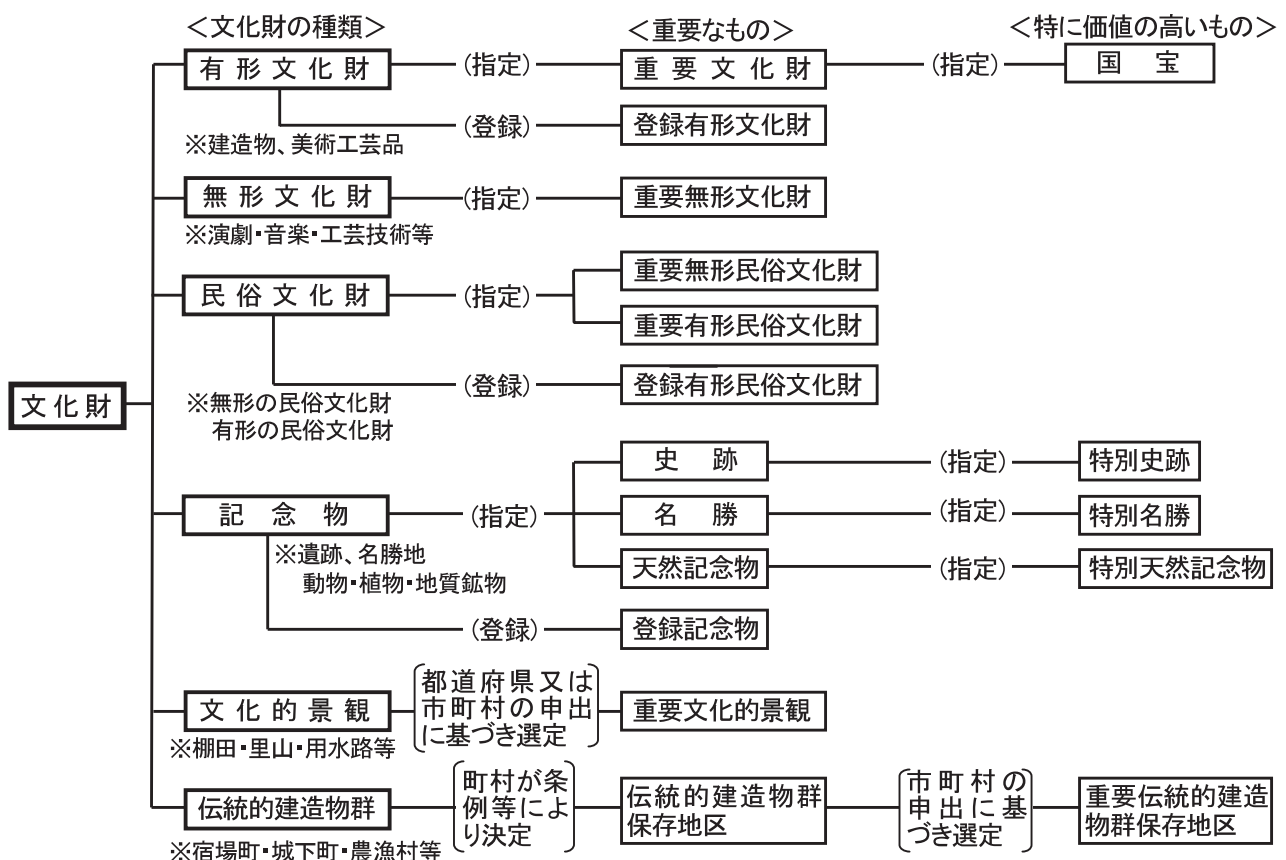 ＜文化財の種類＞
＜重要なもの＞
＜特に価値の高いもの＞
有形文化財
(指定)
重要文化財
(指定)
国宝
(登録)
登録有形文化財
※建造物、美術工芸品
無形文化財
(指定)
重要無形文化財
※演劇・音楽・工芸技術等
民俗文化財
(指定)
重要無形民俗文化財
重要有形民俗文化財
(登録)
登録有形民俗文化財
※無形の民俗文化財
有形の民俗文化財
文化財
記念物
(指定)
史跡
(指定)
特別史跡
名勝
(指定)
特別名勝
天然記念物
(指定)
特別天然記念物
※遺跡、名勝地
動物・植物・地質鉱物
(登録)
登録記念物
文化的景観
都道府県又は
市町村の申出
に基づき選定
重要文化的景観
※棚田・里山・用水路等
伝統的建造物群
町村が条
例等によ
り決定
伝統的建造物群
保存地区
市町村の
申出に基
づき選定
重要伝統的建造
物群保存地区
※宿場町・城下町・農漁村等